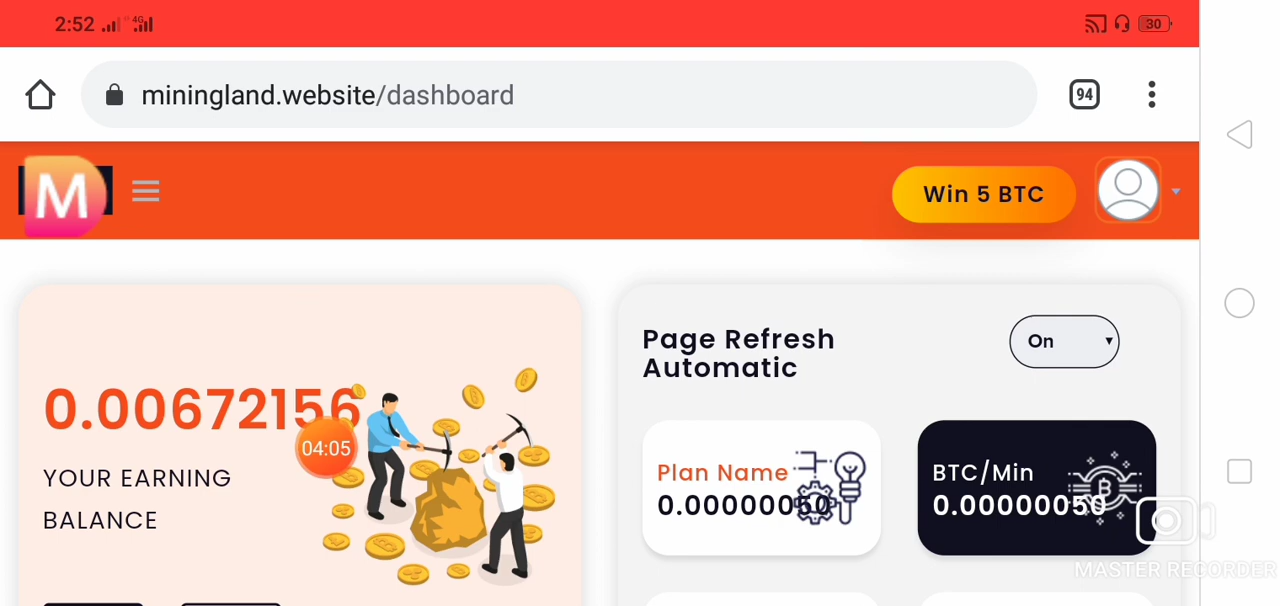 2:52
4G
30
miningland.website/dashboard
94
M
Win 5 BTC
0.00672156
04:05
YOUR EARNING
BALANCE
Page Refresh
Automatic
On
Plan Name
0.00000050
BTC/Min
0.00000050
MASTER RECORDER